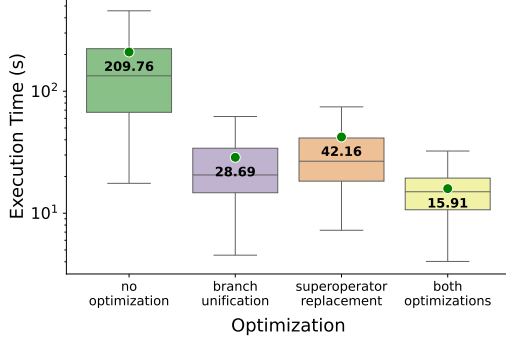 Execution Time (s)
10²
10¹
209.76
28.69
42.16
15.91
no
optimization
branch
unification
superoperator
replacement
both
optimizations
Optimization